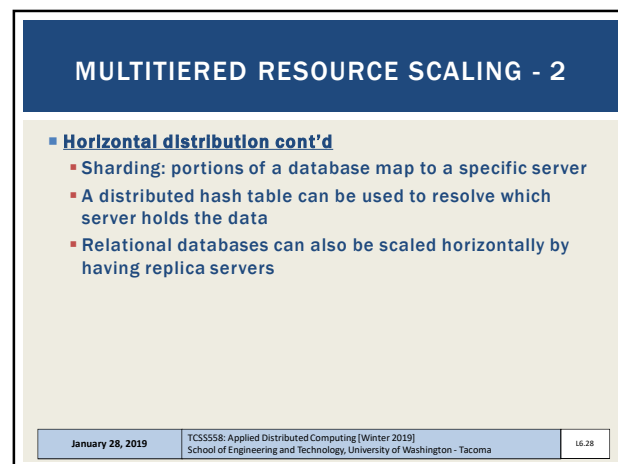 MULTITIERED RESOURCE SCALING - 2
Horizontal distribution cont'd
Sharding: portions of a database map to a specific server
A distributed hash table can be used to resolve which
server holds the data
Relational databases can also be scaled horizontally by
having replica servers
January 28, 2019
TCSS558: Applied Distributed Computing [Winter 2019]
School of Engineering and Technology, University of Washington - Tacoma
L6.28